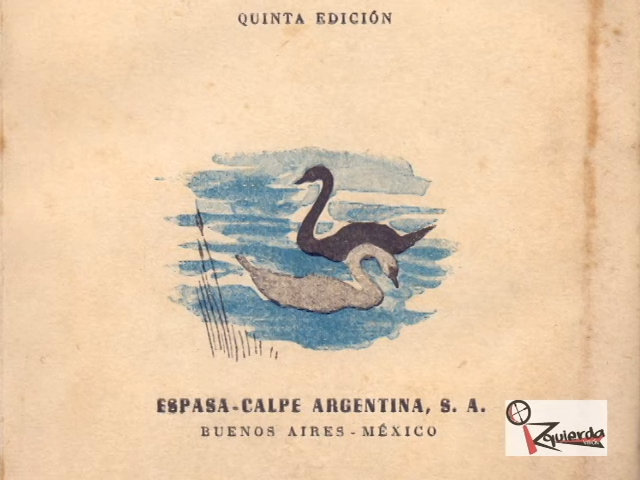 QUINTA EDICIÓN
ESPASA-CALPE ARGENTINA, S. A.
BUENOS AIRES - MÉXICO
Izquierda